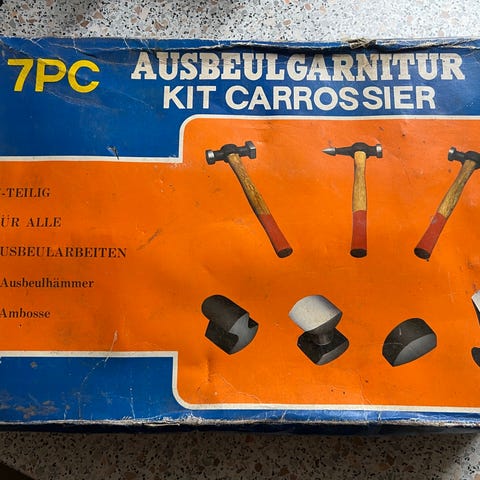 7PC
AUSBEULGARNITUR
KIT CARROSSIER
-TEILIG
ÜR ALLE
USBEULARBEITEN
Ausbeulhämmer
Ambosse